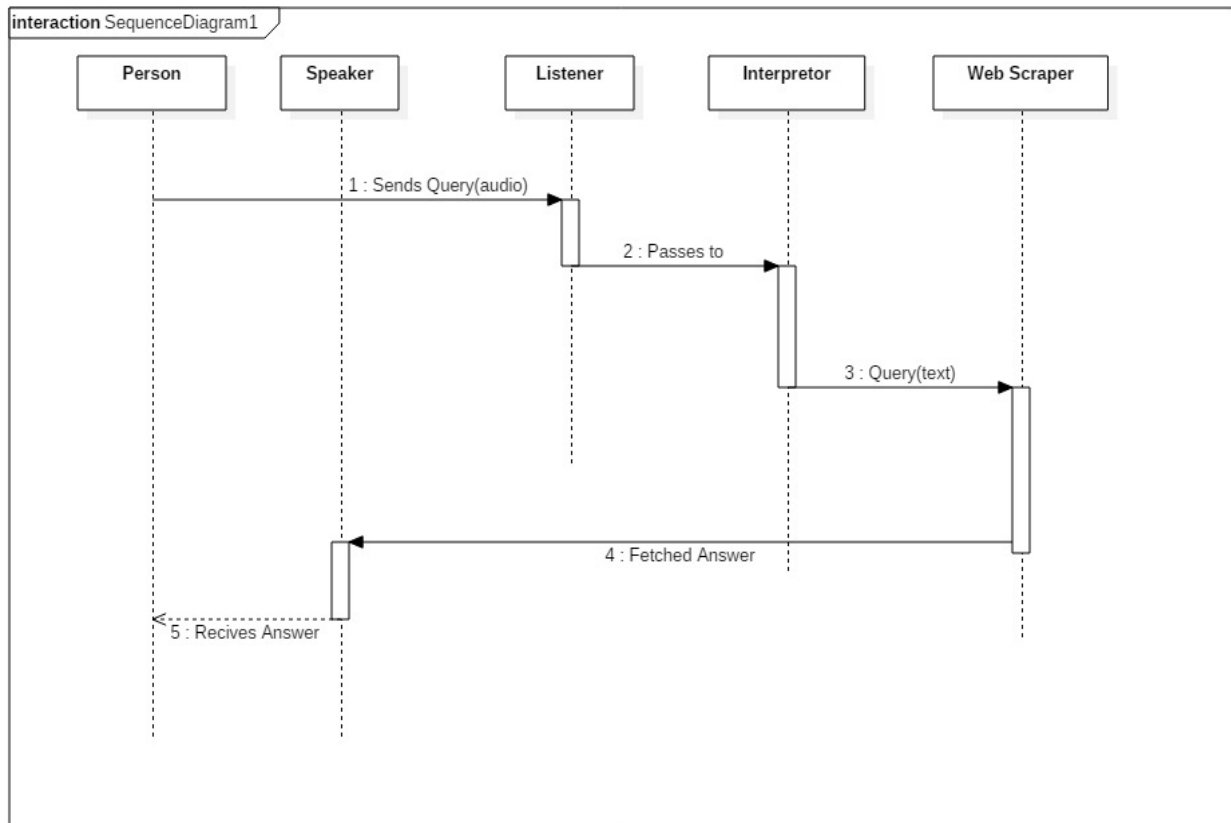 interaction SequenceDiagram1
Person
Speaker
Listener
Interpretor
Web Scraper
1 : Sends Query(audio)
2 : Passes to
3 : Query(text)
4 : Fetched Answer
5 : Recives Answer